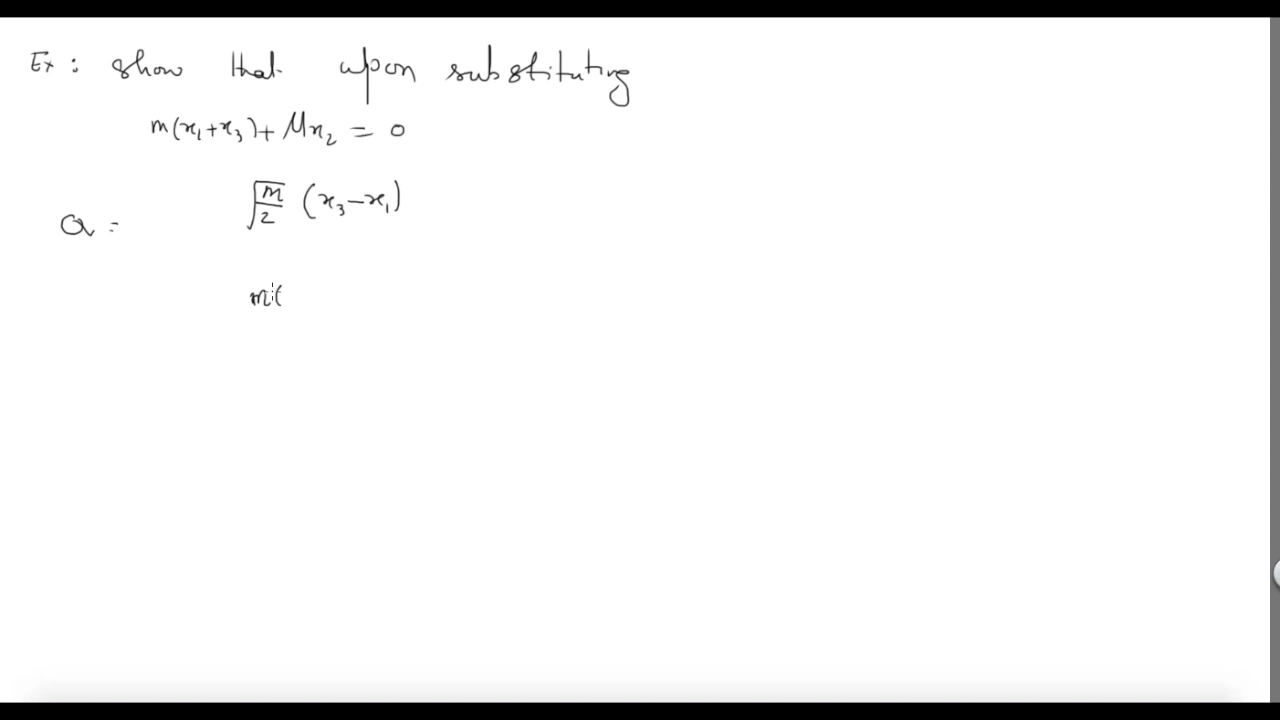 Ex : show that upon substituting
m(x₁+x₃)+ Mx₂ = 0
√(m/2) (x₃–x₁)
Q =
m(